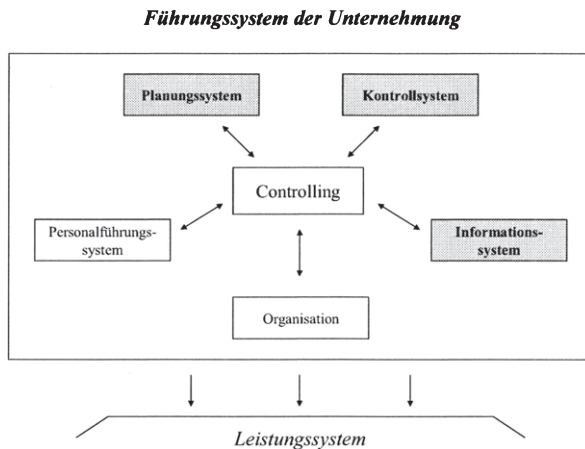 Führungssystem der Unternehmung
Planungssystem
Kontrollsystem
Controlling
Personalführungs-
system
Informations-
system
Organisation
Leistungssystem